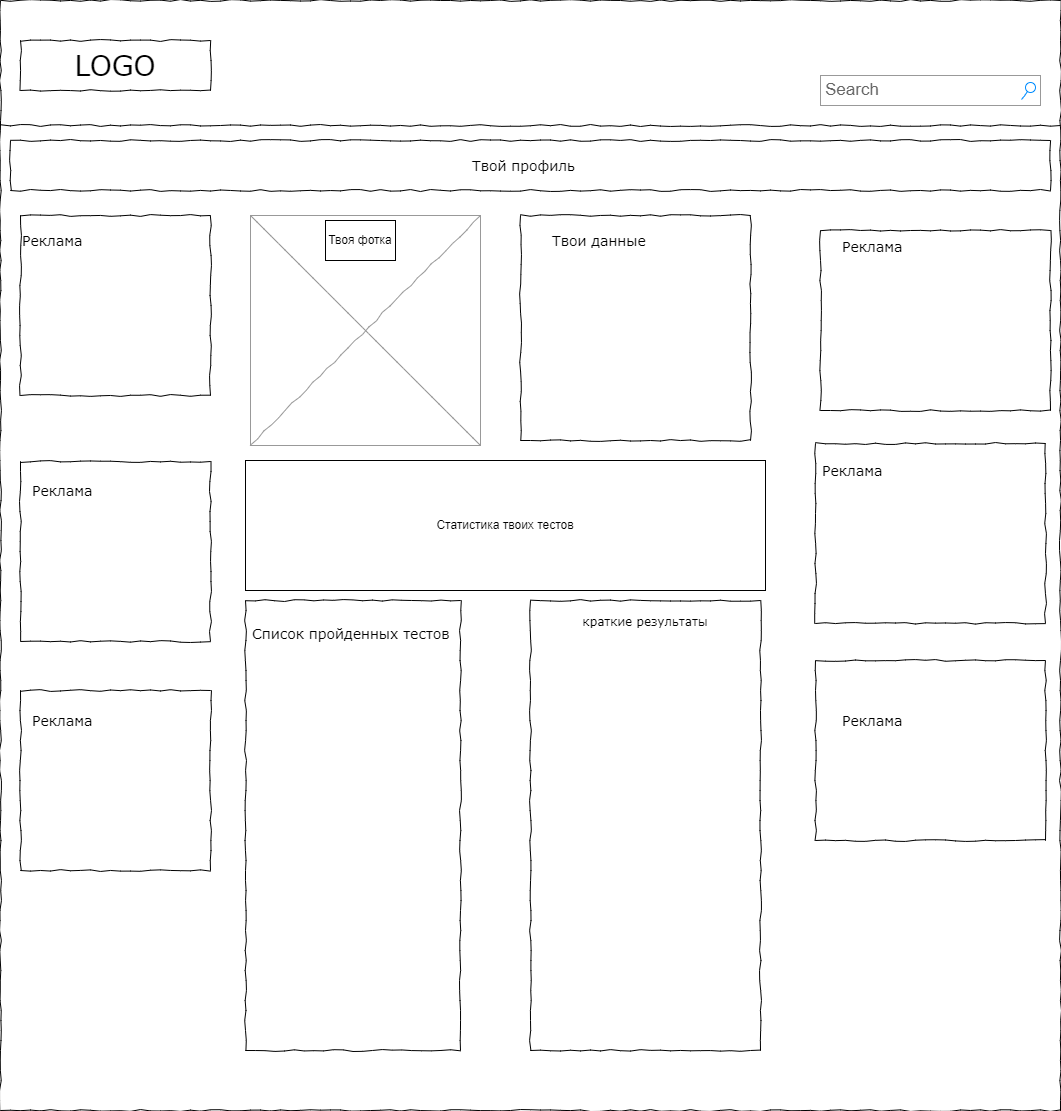 LOGO
Search
Твой профиль
Реклама
Твоя фотка
Твои данные
Реклама
Реклама
Статистика твоих тестов
Реклама
Список пройденных тестов
краткие результаты
Реклама
Реклама